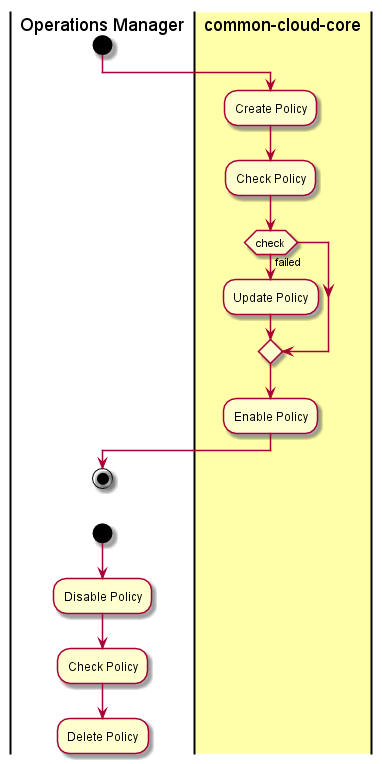 Operations Manager
common-cloud-core
Create Policy
Check Policy
check
failed
Update Policy
Enable Policy
Disable Policy
Check Policy
Delete Policy